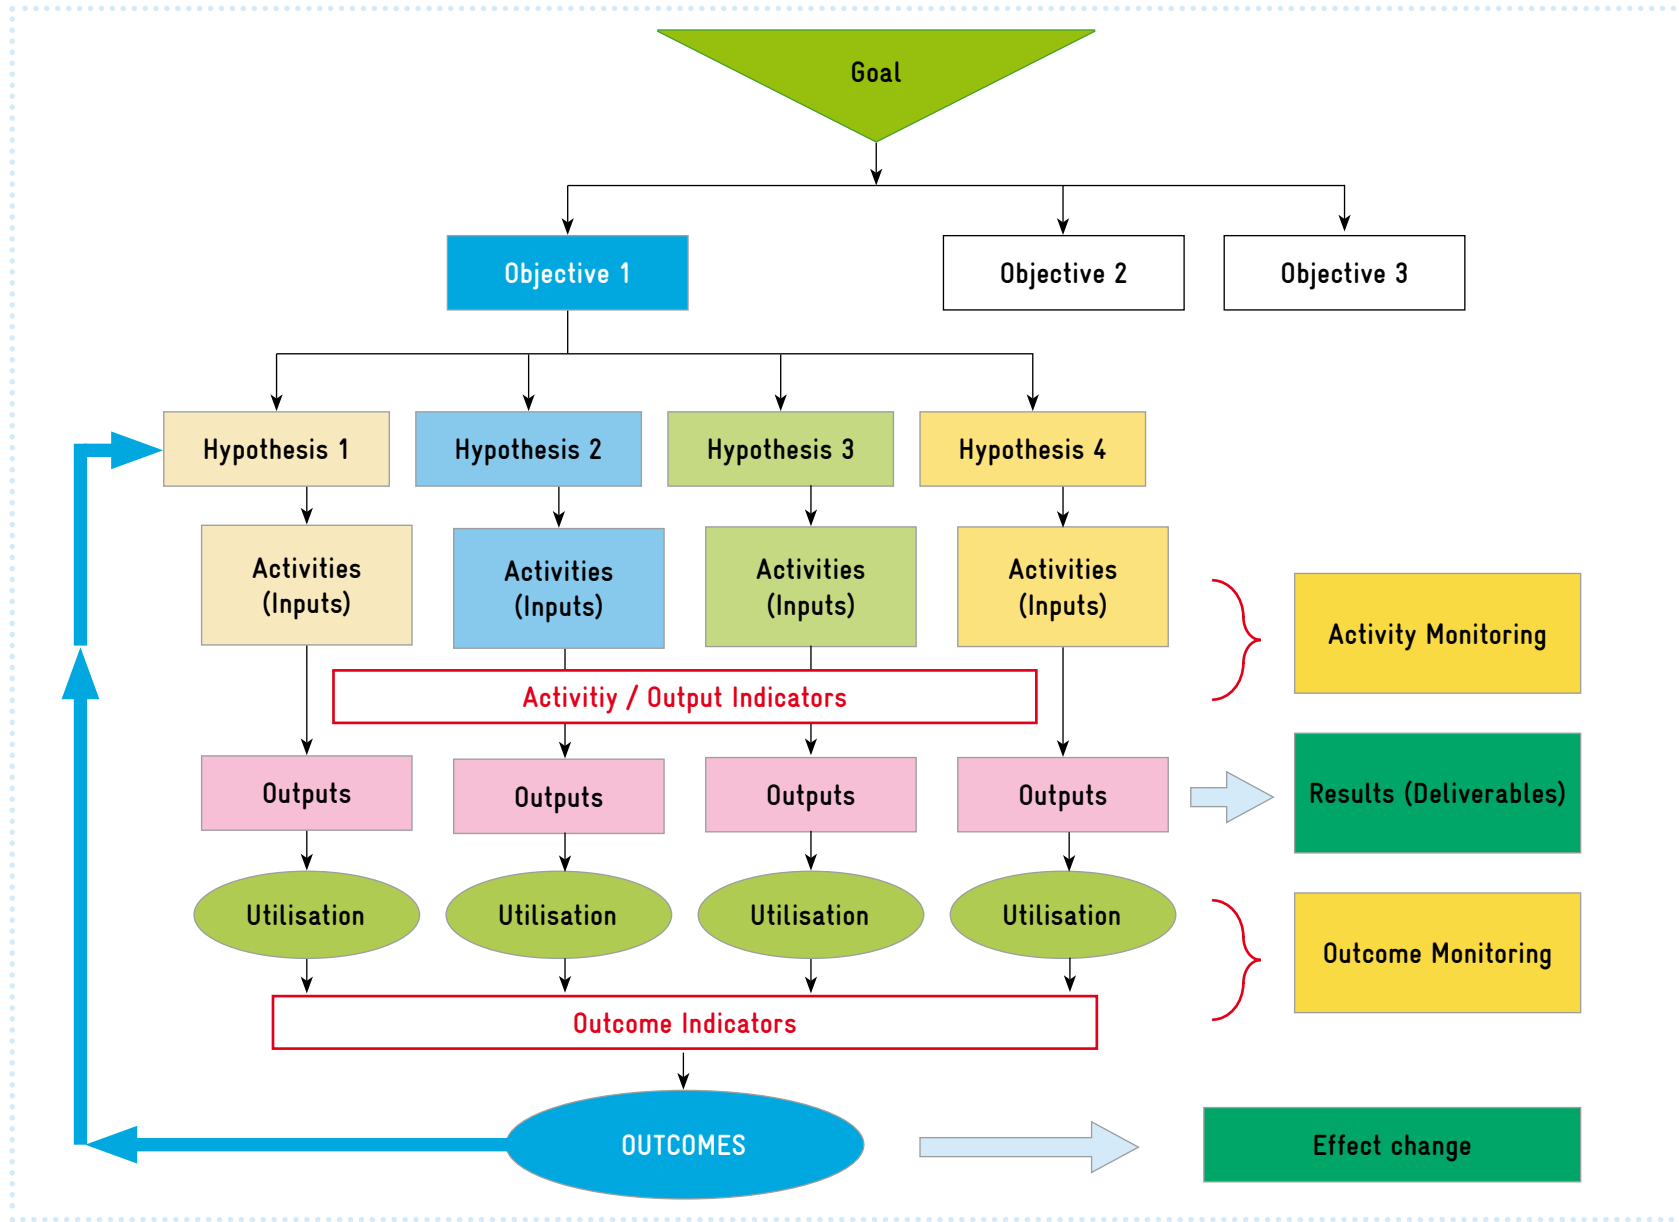 Goal
Objective 1
Objective 2
Objective 3
Hypothesis 1
Hypothesis 2
Hypothesis 3
Hypothesis 4
Activities
(Inputs)
Activities
(Inputs)
Activities
(Inputs)
Activities
(Inputs)
Activity Monitoring
Activitiy / Output Indicators
Outputs
Outputs
Outputs
Outputs
Results (Deliverables)
Utilisation
Utilisation
Utilisation
Utilisation
Outcome Monitoring
Outcome Indicators
OUTCOMES
Effect change